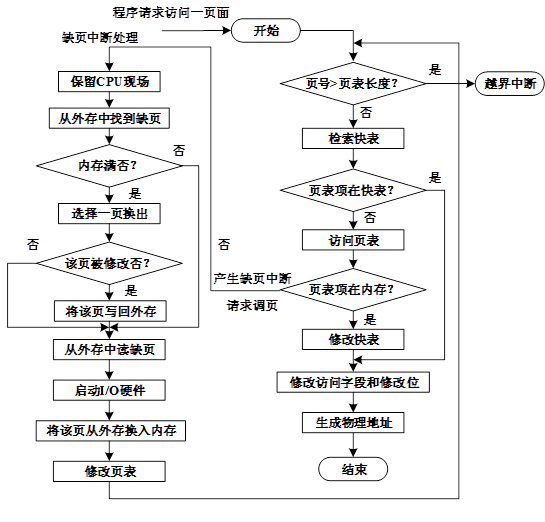 程序请求访问一页面
开始
缺页中断处理
保留CPU现场
从外存中找到缺页
内存满否？
否
是
选择一页换出
该页被修改否？
否
是
将该页写回外存
从外存中读缺页
启动I/O硬件
将该页从外存换入内存
修改页表
页号>页表长度？
是
越界中断
否
检索快表
页表项在快表？
是
否
访问页表
否
产生缺页中断
请求调页
页表项在内存？
是
修改快表
修改访问字段和修改位
生成物理地址
结束